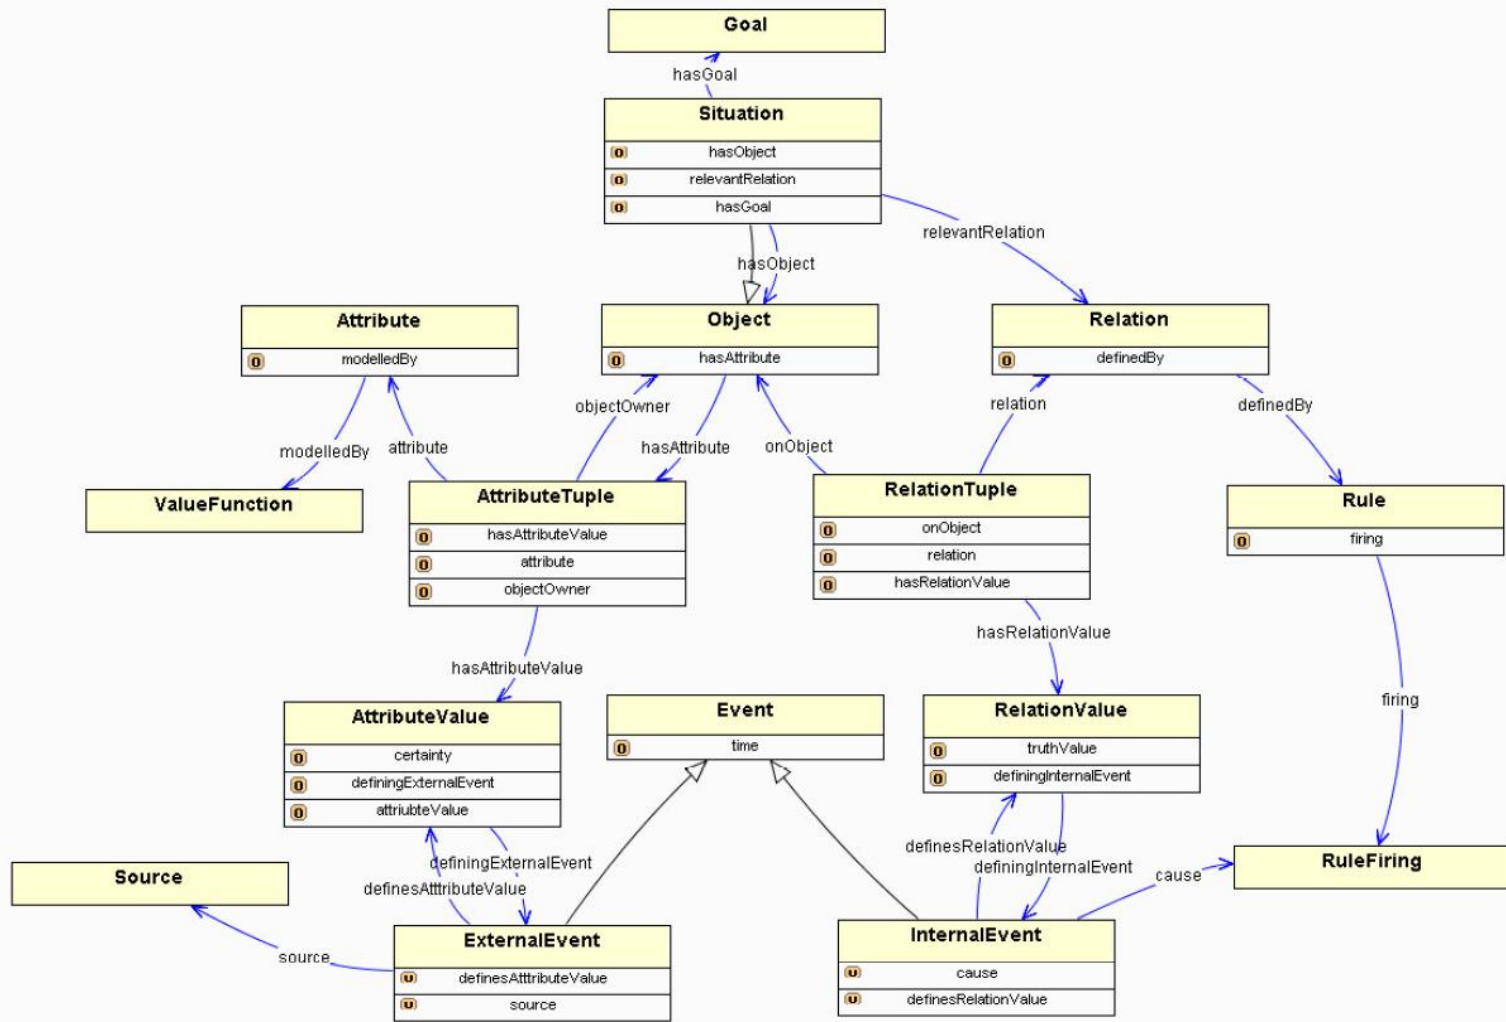 Goal
hasGoal
Situation
O hasObject
O relevantRelation
O hasGoal
relevantRelation
hasObject
Attribute
O modelledBy
Object
O hasAttribute
Relation
O definedBy
objectOwner
relation
definedBy
modelledBy
attribute
hasAttribute
onObject
ValueFunction
AttributeTuple
O hasAttributeValue
O attribute
O objectOwner
RelationTuple
O onObject
O relation
O hasRelationValue
Rule
O firing
hasRelationValue
hasAttributeValue
firing
AttributeValue
O certainty
O definingExternalEvent
O attriubteValue
Event
O time
RelationValue
O truthValue
O definingInternalEvent
definingExternalEvent
definesAtttributeValue
definesRelationValue
definingInternalEvent
cause
Source
RuleFiring
source
ExternalEvent
U definesAtttributeValue
U source
InternalEvent
U cause
U definesRelationValue